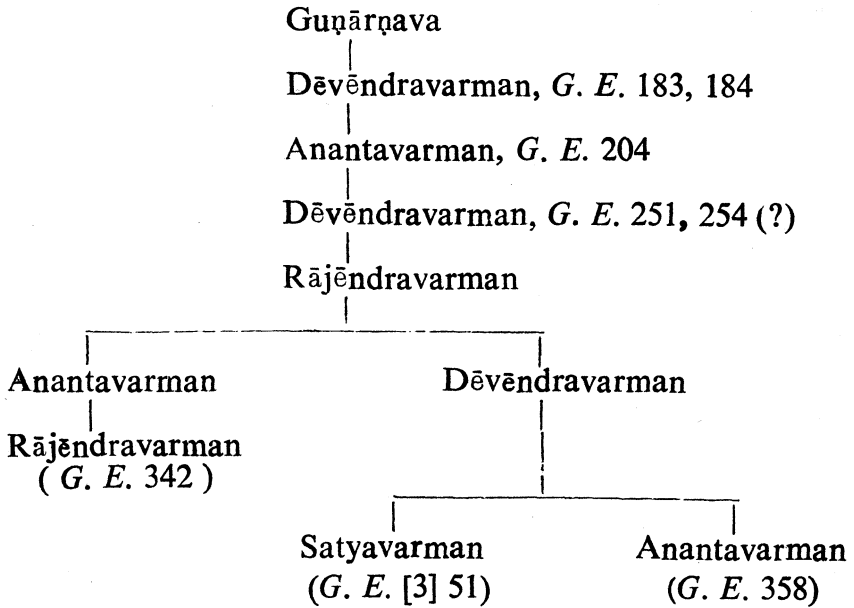 Guṇārṇava
Dēvēndravarman, G. E. 183, 184
Anantavarman, G. E. 204
Dēvēndravarman, G. E. 251, 254 (?)
Rājēndravarman
Anantavarman Dēvēndravarman
Rājēndravarman
( G. E. 342 )
Satyavarman Anantavarman
(G. E. [3] 51) (G. E. 358)